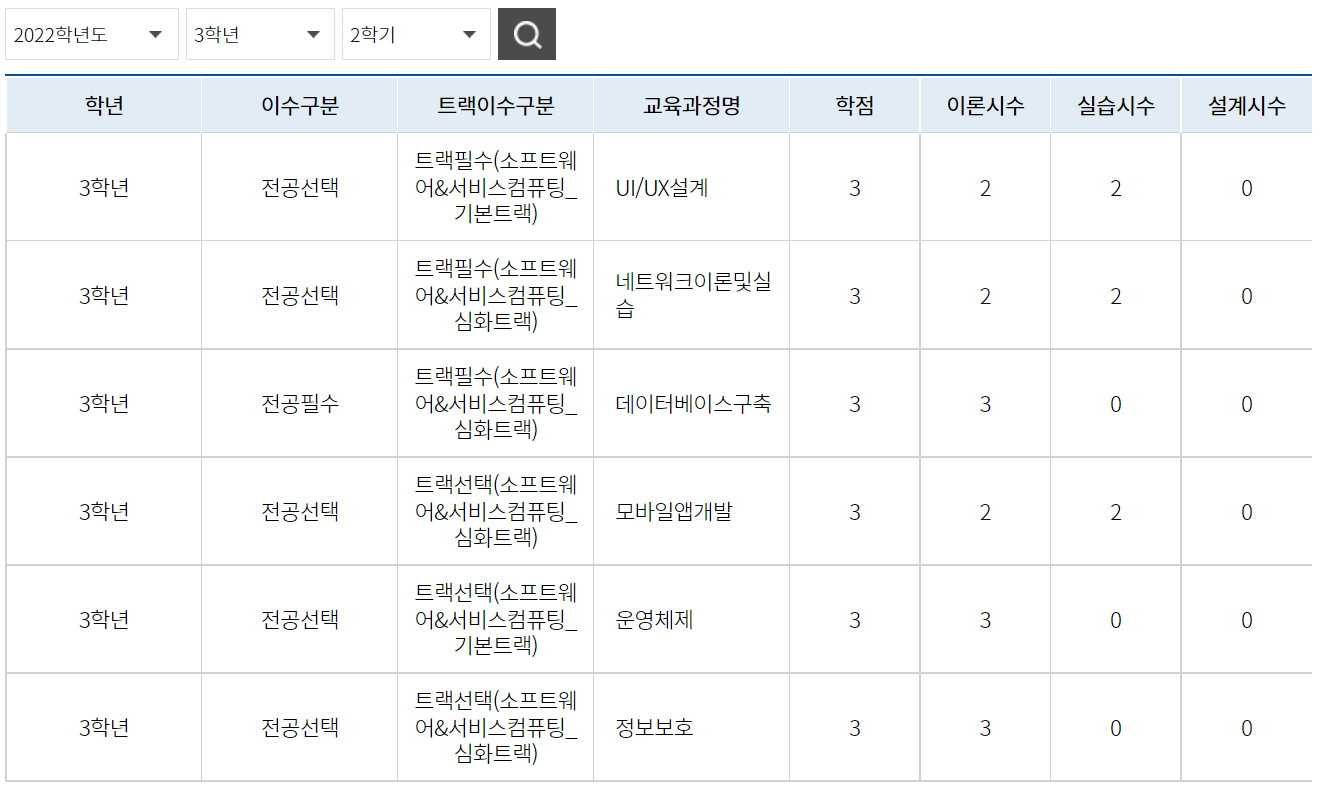 2022학년도 3학년 2학기
학년 이수구분 트랙이수구분 교육과정명 학점 이론시수 실습시수 설계시수
트랙필수(소프트웨
3학년 전공선택 어&서비스컴퓨팅_ UI/UX설계 3 2 2 0
기본트랙)
트랙필수(소프트웨
네트워크이론및실
3학년 전공선택 어&서비스컴퓨팅_ 3 2 2 0
습
심화트랙)
트랙필수(소프트웨
3학년 전공필수 어&서비스컴퓨팅_ 데이터베이스구축 3 3 0 0
심화트랙)
트랙선택(소프트웨
3학년 전공선택 어&서비스컴퓨팅_ 모바일앱개발 3 2 2 0
심화트랙)
트랙선택(소프트웨
3학년 전공선택 어&서비스컴퓨팅_ 운영체제 3 3 0 0
기본트랙)
트랙선택(소프트웨
3학년 전공선택 어&서비스컴퓨팅_ 정보보호 3 3 0 0
심화트랙)